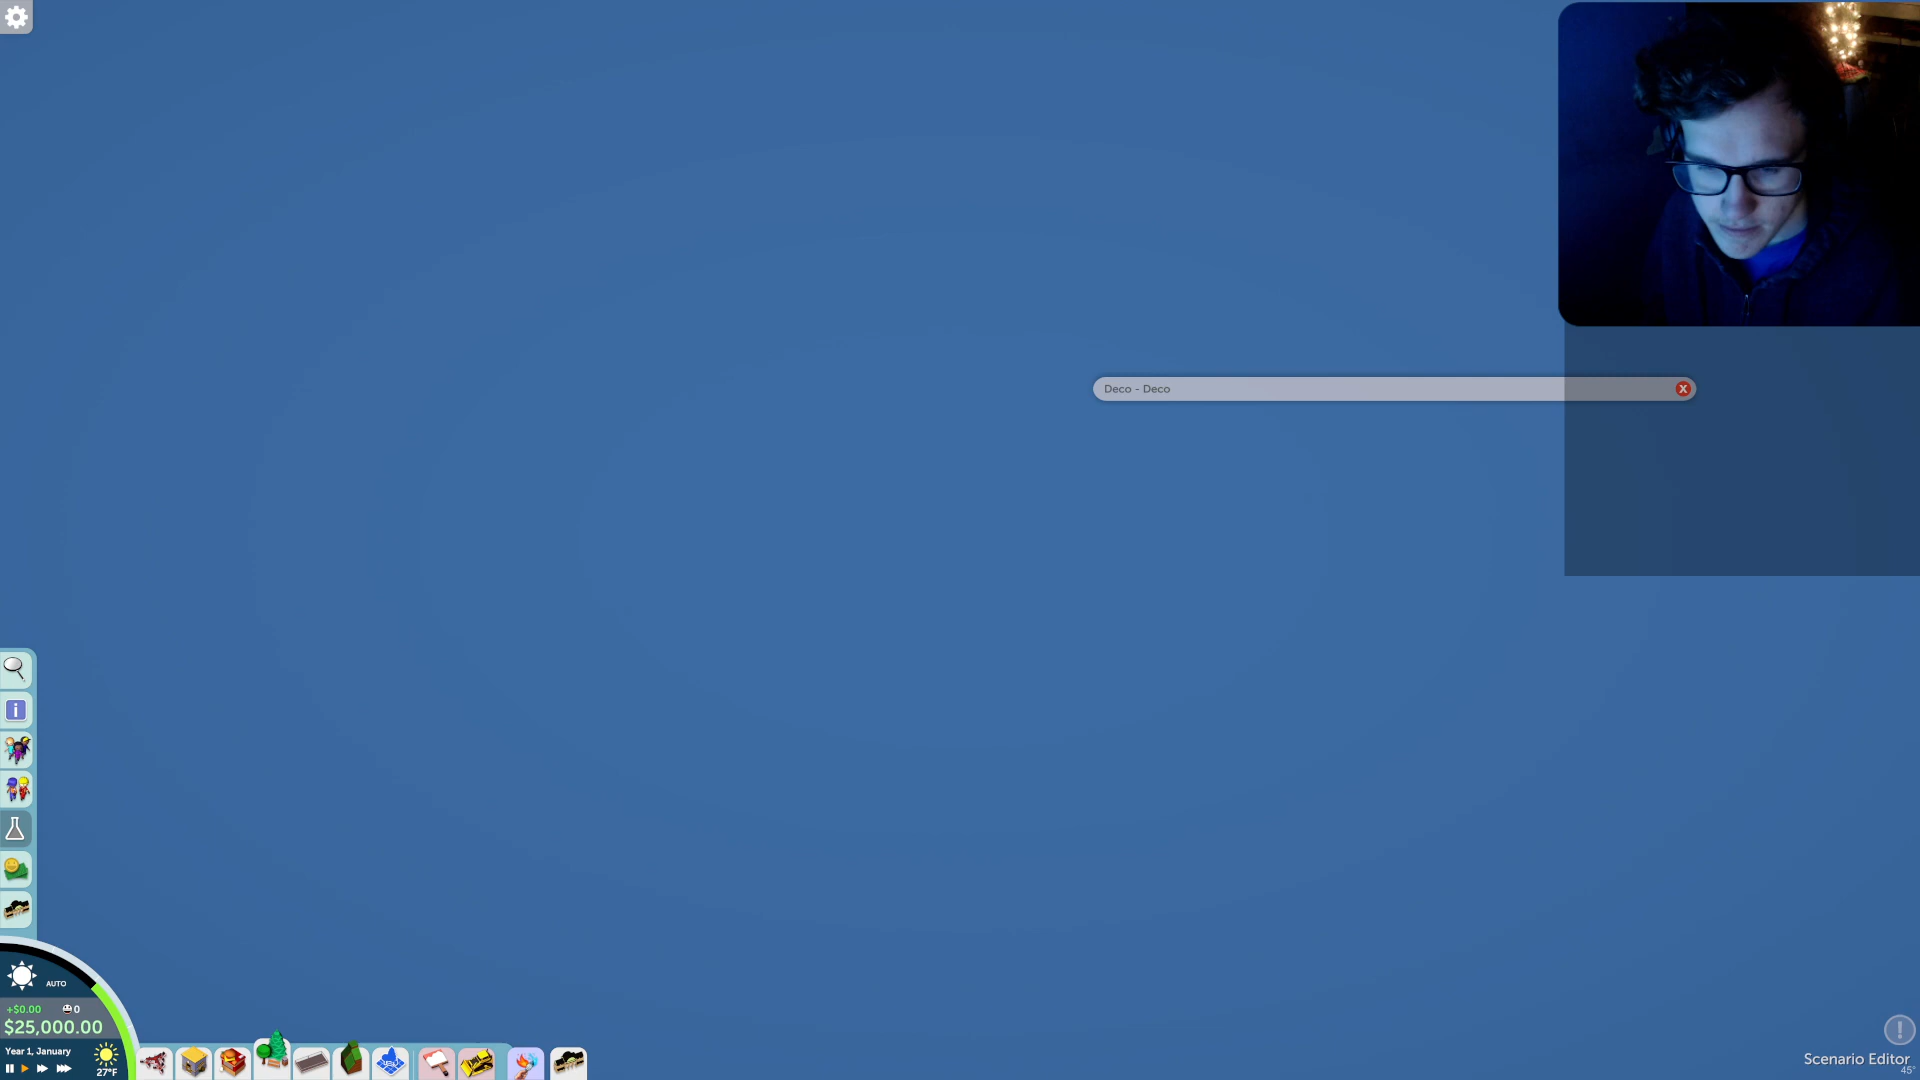 Deco - Deco
X
i
AUTO
+$0.00 0
$25,000.00
Year 1, January
27°F
!
Scenario Editor
45°